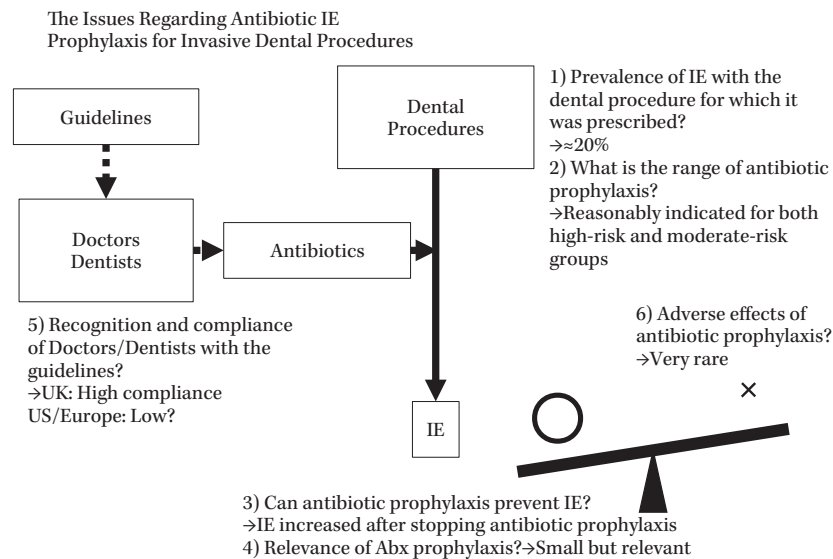 The Issues Regarding Antibiotic IE
Prophylaxis for Invasive Dental Procedures
Guidelines
Doctors
Dentists
Antibiotics
Dental
Procedures
IE
1) Prevalence of IE with the
dental procedure for which it
was prescribed?
→≈20%
2) What is the range of antibiotic
prophylaxis?
→Reasonably indicated for both
high-risk and moderate-risk
groups
5) Recognition and compliance
of Doctors/Dentists with the
guidelines?
→UK: High compliance
US/Europe: Low?
6) Adverse effects of
antibiotic prophylaxis?
→Very rare
3) Can antibiotic prophylaxis prevent IE?
→IE increased after stopping antibiotic prophylaxis
4) Relevance of Abx prophylaxis?→Small but relevant